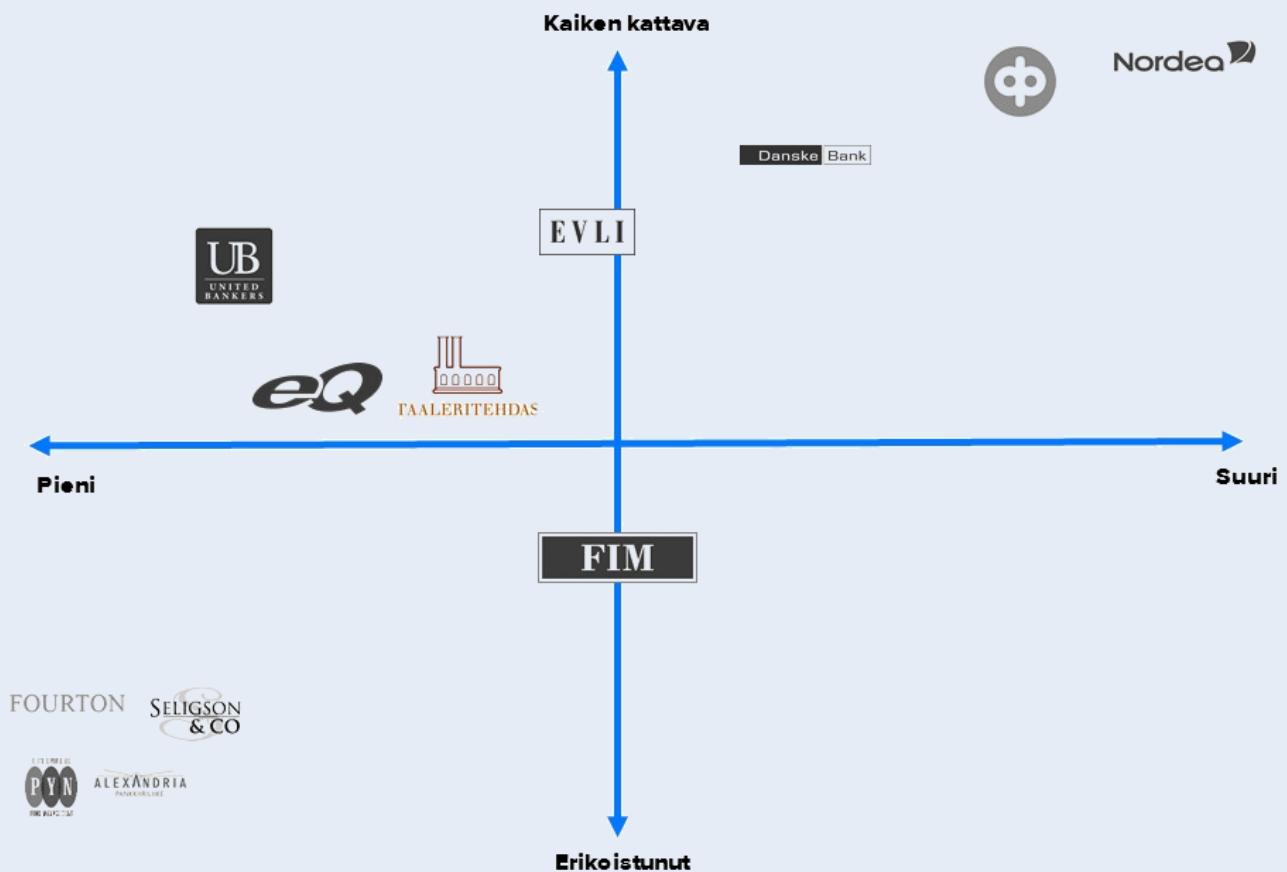 Kaiken kattava
Nordea
Danske Bank
EVLI
UB
UNITED
BANKERS
eQ
TAALERITEHDAS
Pieni
Suuri
FIM
FOURTON
SELIGSON
& CO
PYN
ALEXANDRIA
Erikoistunut